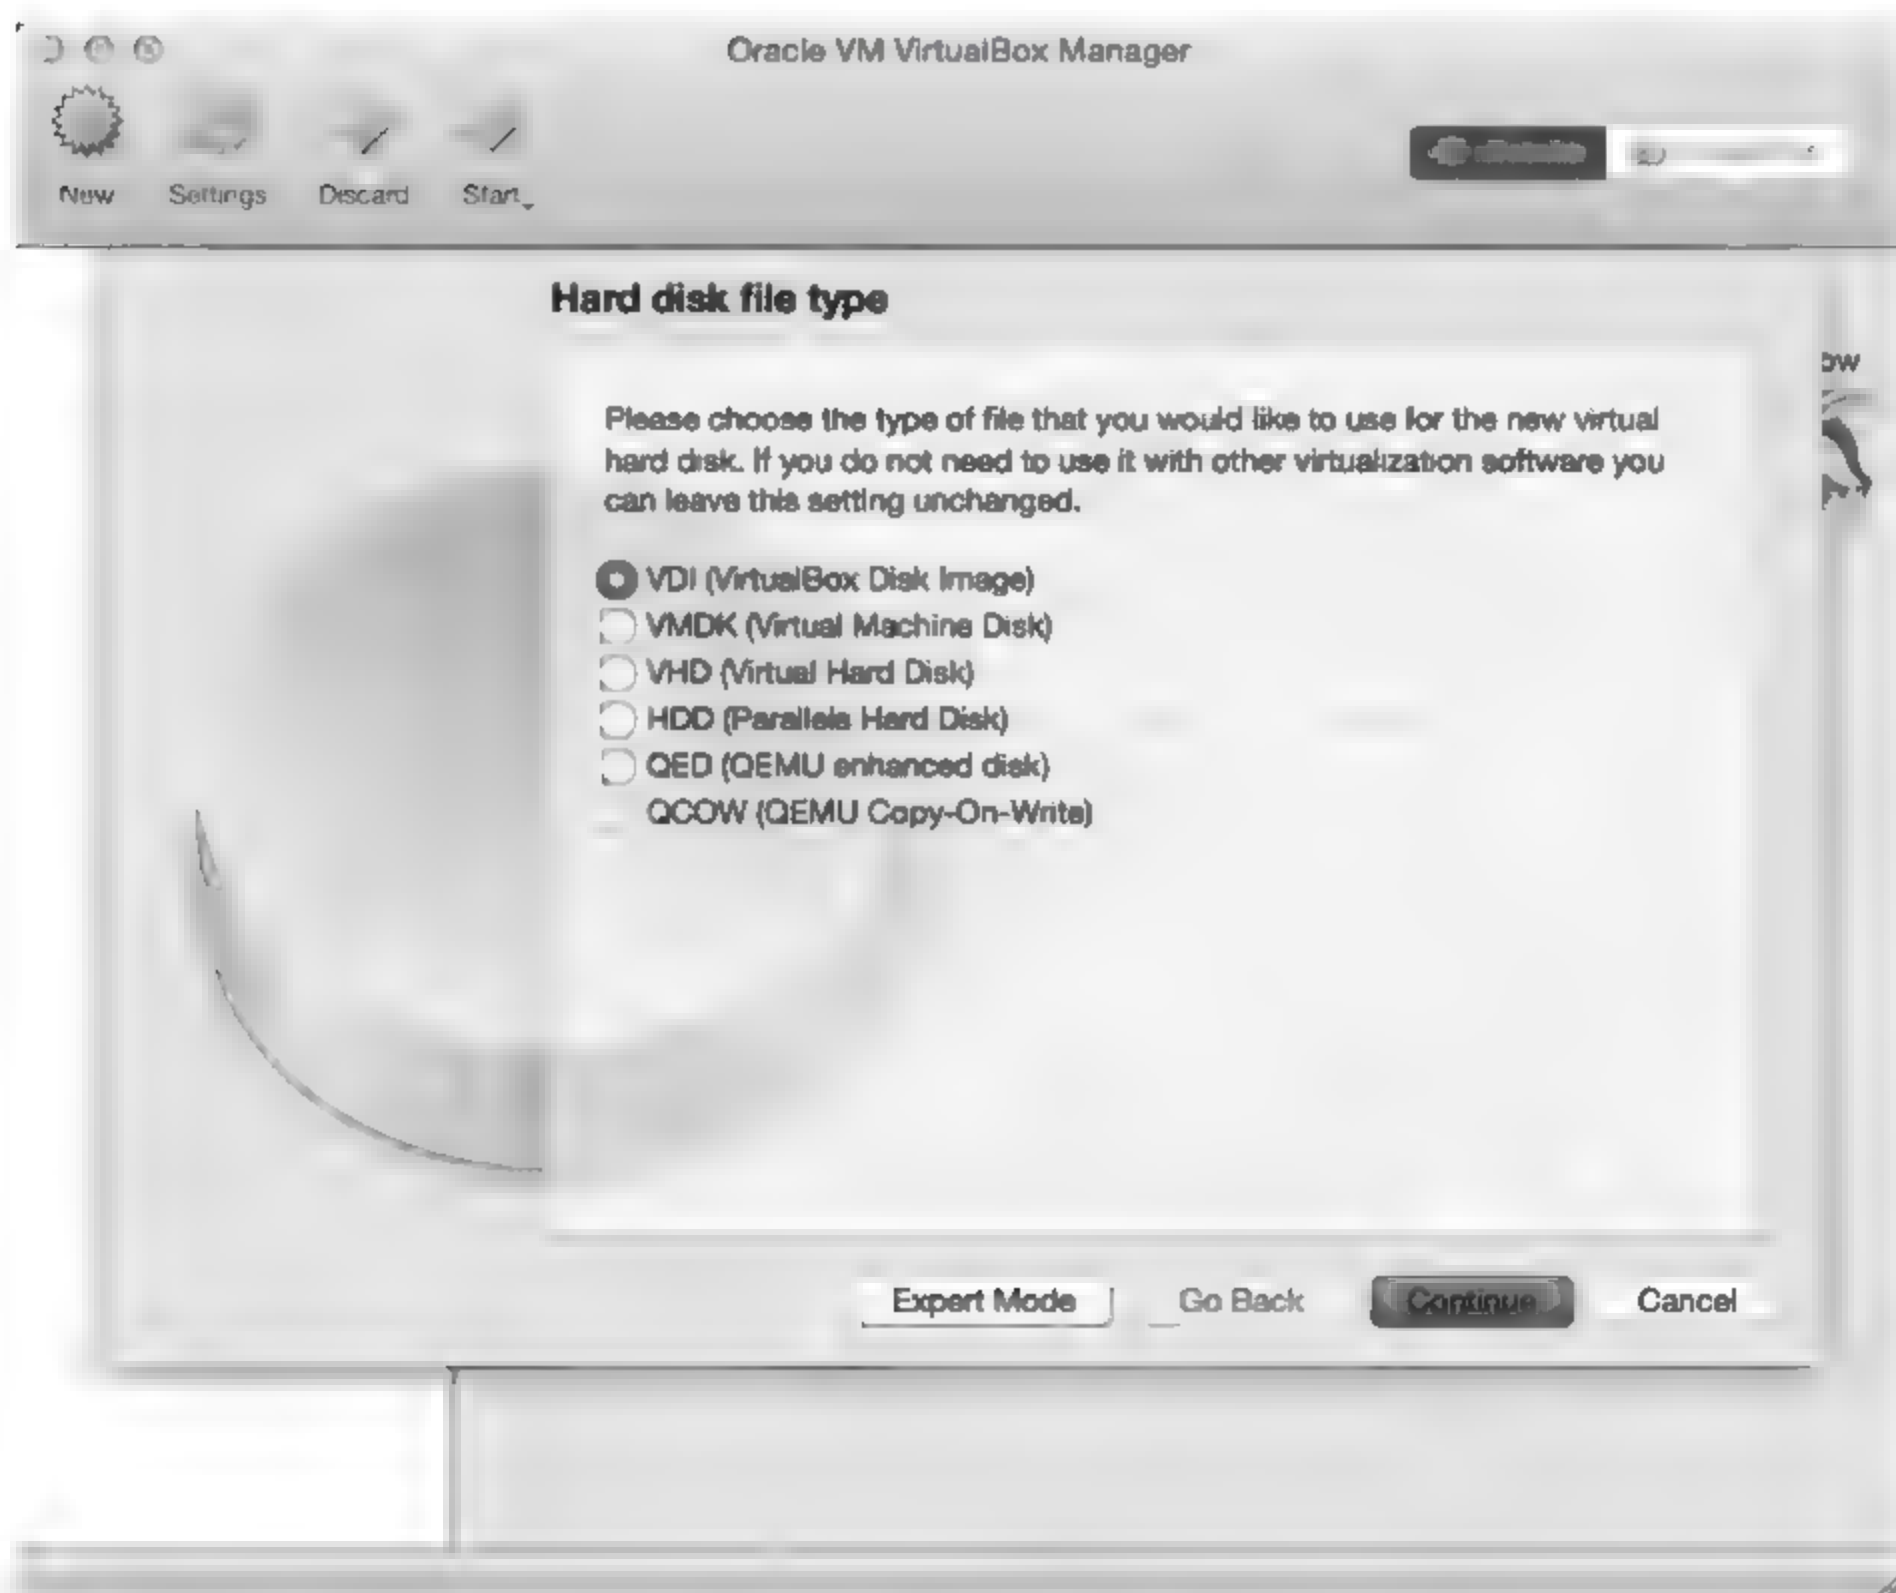 Oracle VM VirtualBox Manager
New Settings Discard Start
Hard disk file type
ow
Please choose the type of file that you would like to use for the new virtual
hard disk. If you do not need to use it with other virtualization software you
can leave this setting unchanged.
VDI (VirtualBox Disk Image)
VMDK (Virtual Machine Disk)
VHD (Virtual Hard Disk)
HDD (Parallels Hard Disk)
QED (QEMU enhanced disk)
QCOW (QEMU Copy-On-Write)
Expert Mode Go Back Continue Cancel